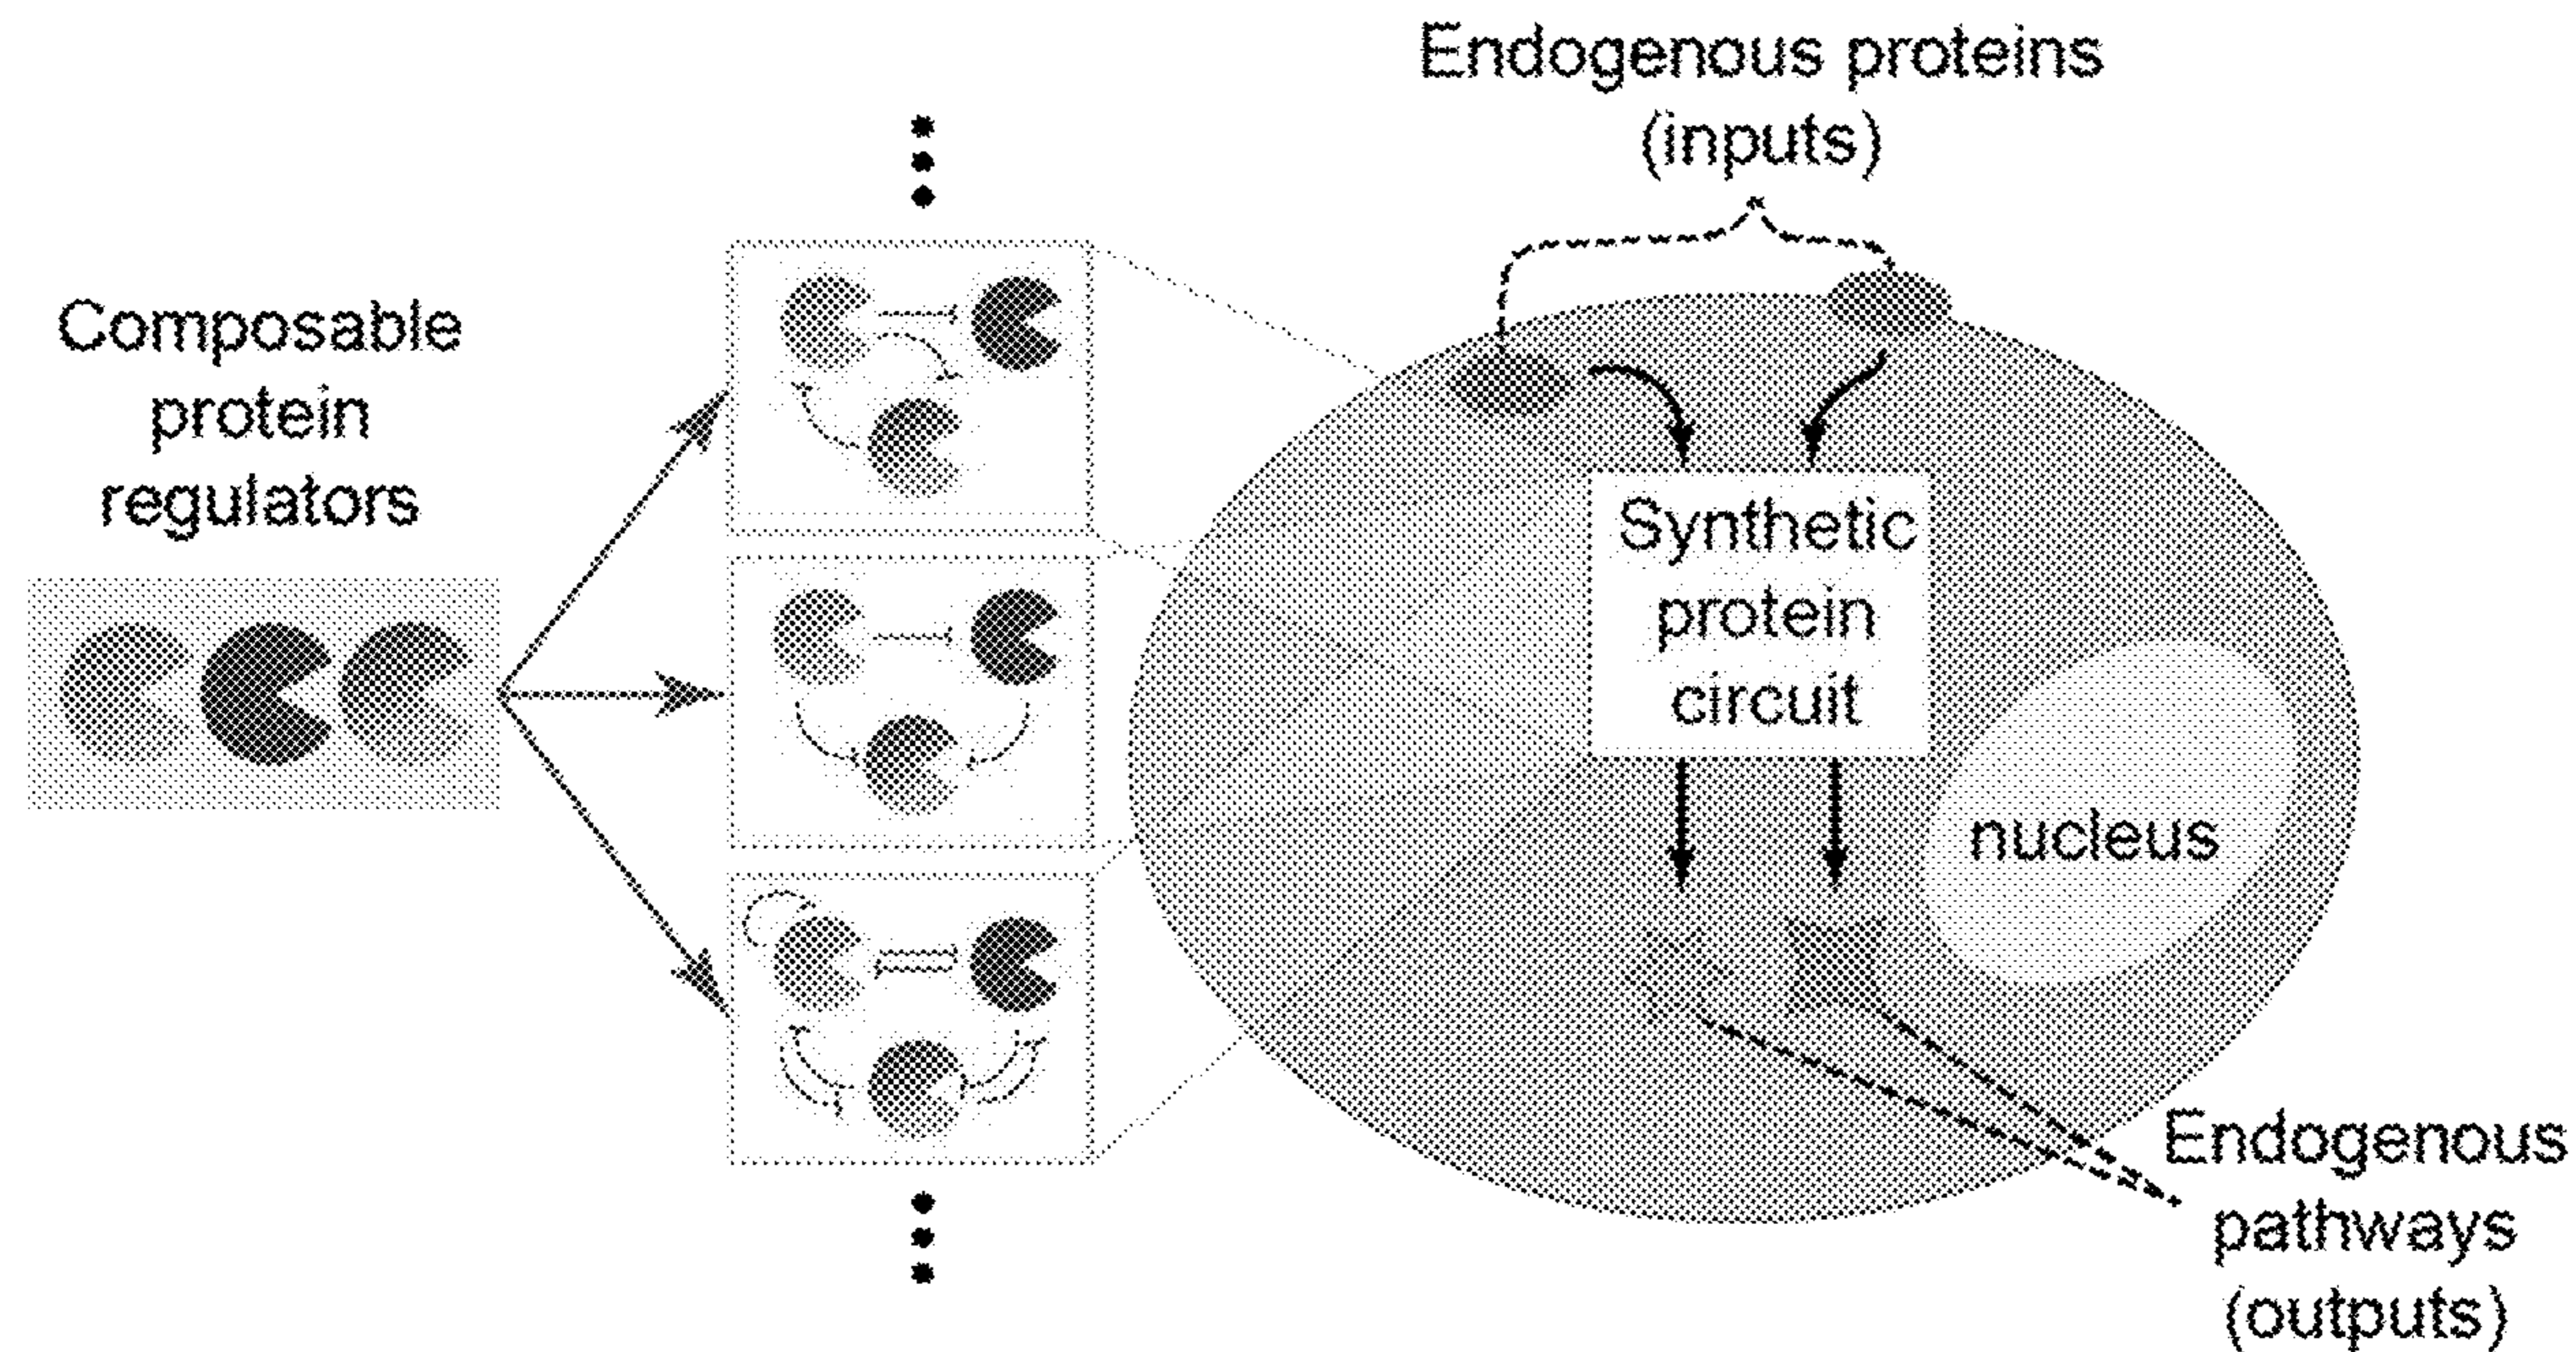 Composable
protein
regulators
Endogenous proteins
(inputs)
Synthetic
protein
circuit
nucleus
Endogenous
pathways
(outputs)